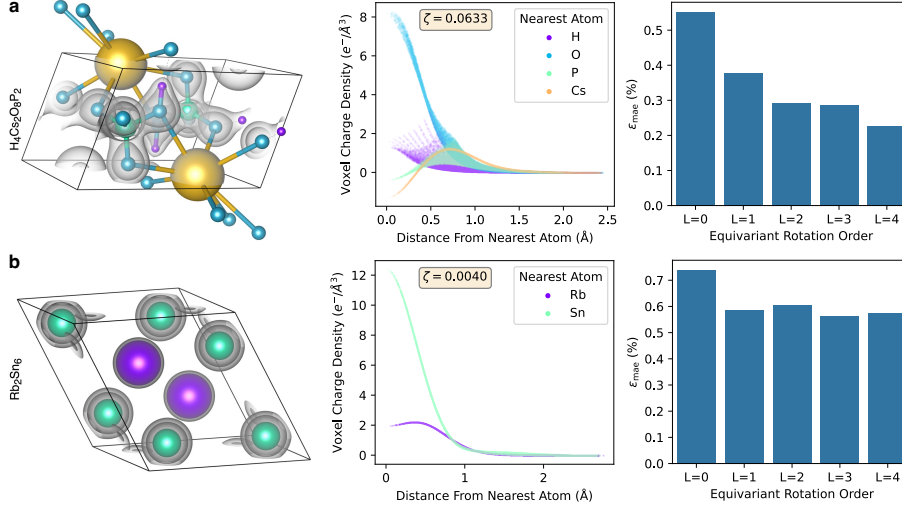 a
H₄Cs₂O₈P₂
Voxel Charge Density (e⁻/Å³)
8
6
4
2
0
ζ = 0.0633
Nearest Atom
H
O
P
Cs
0.0 0.5 1.0 1.5 2.0 2.5
Distance From Nearest Atom (Å)
εmae (%)
0.5
0.4
0.3
0.2
0.1
0.0
L=0 L=1 L=2 L=3 L=4
Equivariant Rotation Order
b
Rb₂Sn₆
Voxel Charge Density (e⁻/Å³)
12
10
8
6
4
2
0
ζ = 0.0040
Nearest Atom
Rb
Sn
0 1 2
Distance From Nearest Atom (Å)
εmae (%)
0.7
0.6
0.5
0.4
0.3
0.2
0.1
0.0
L=0 L=1 L=2 L=3 L=4
Equivariant Rotation Order